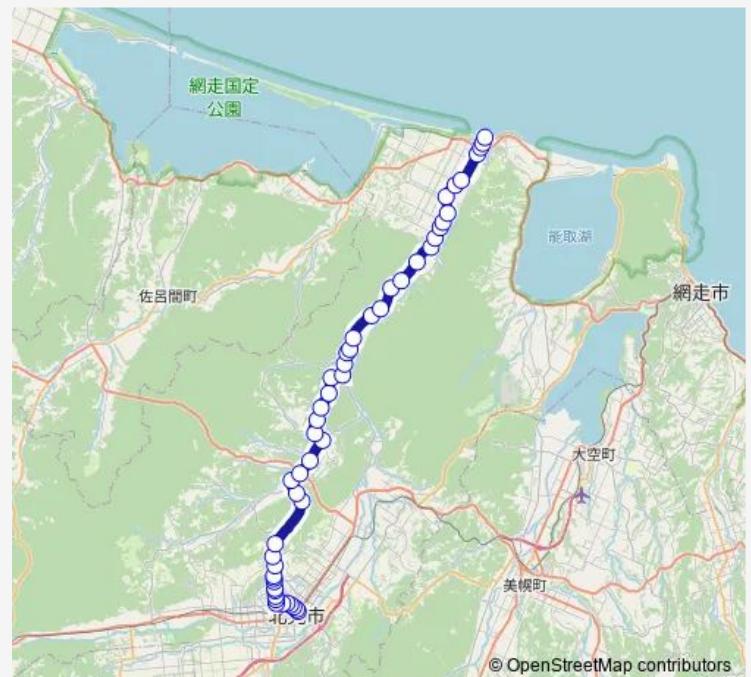 網走国定
公園
能取湖
佐呂間町
網走市
大空町
美幌町
北見市
© OpenStreetMap contributors